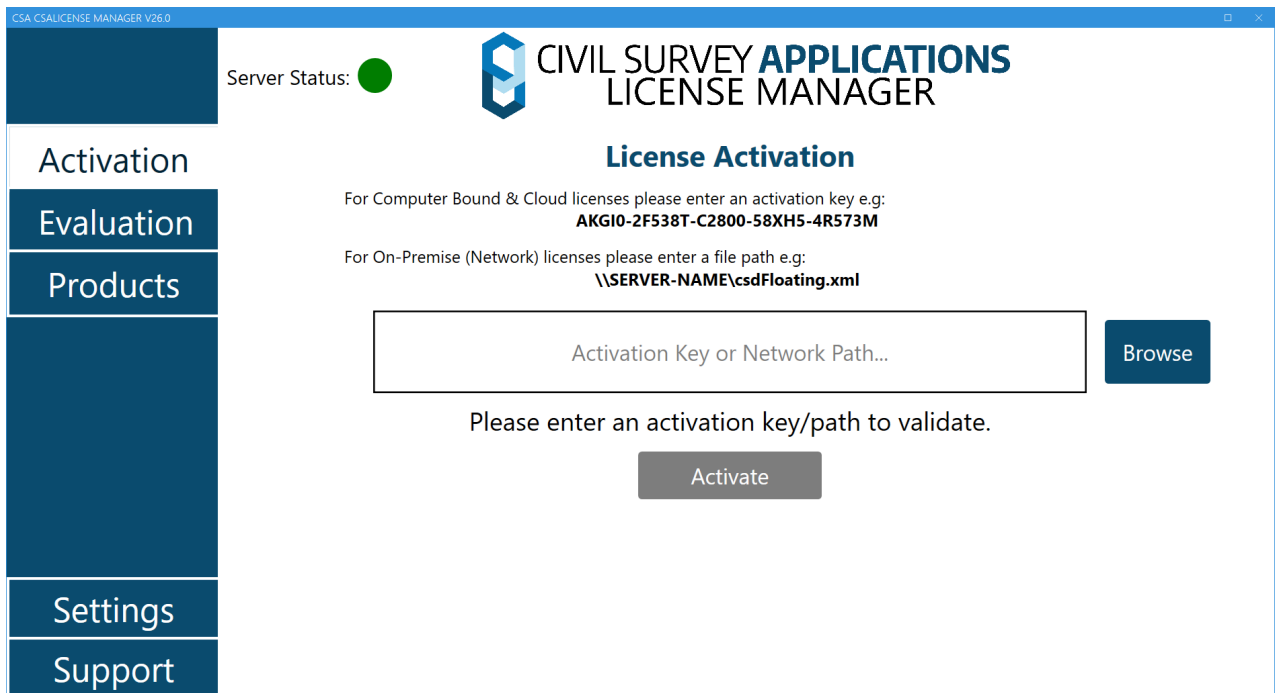 CSA CSALICENSE MANAGER V26.0
Server Status:
CIVIL SURVEY APPLICATIONS
LICENSE MANAGER
Activation
Evaluation
Products
Settings
Support
License Activation
For Computer Bound & Cloud licenses please enter an activation key e.g:
AKGI0-2F538T-C2800-58XH5-4R573M
For On-Premise (Network) licenses please enter a file path e.g:
\\SERVER-NAME\csdFloating.xml
Activation Key or Network Path...
Browse
Please enter an activation key/path to validate.
Activate